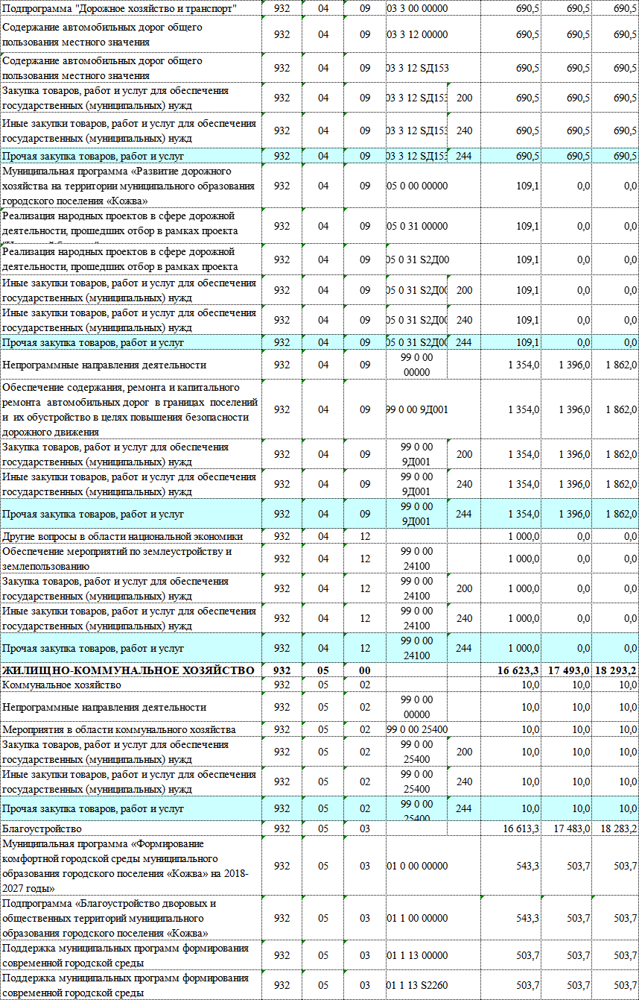 Подпрограмма "Дорожное хозяйство и транспорт" 932 04 09 03 3 00 00000 690,5 690,5 690,5
Содержание автомобильных дорог общего
пользования местного значения 932 04 09 03 3 12 00000 690,5 690,5 690,5
Содержание автомобильных дорог общего
пользования местного значения 932 04 09 03 3 12 SД153 690,5 690,5 690,5
Закупка товаров, работ и услуг для обеспечения
государственных (муниципальных) нужд 932 04 09 03 3 12 SД153 200 690,5 690,5 690,5
Иные закупки товаров, работ и услуг для обеспечения
государственных (муниципальных) нужд 932 04 09 03 3 12 SД153 240 690,5 690,5 690,5
Прочая закупка товаров, работ и услуг 932 04 09 03 3 12 SД153 244 690,5 690,5 690,5
Муниципальная программа «Развитие дорожного
хозяйства на территории муниципального образования
городского поселения «Кожва» 932 04 09 05 0 00 00000 109,1 0,0 0,0
Реализация народных проектов в сфере дорожной
деятельности, прошедших отбор в рамках проекта 932 04 09 05 0 31 00000 109,1 0,0 0,0
Реализация народных проектов в сфере дорожной
деятельности, прошедших отбор в рамках проекта 932 04 09 05 0 31 S2Д00 109,1 0,0 0,0
Иные закупки товаров, работ и услуг для обеспечения
государственных (муниципальных) нужд 932 04 09 05 0 31 S2Д00 200 109,1 0,0 0,0
Иные закупки товаров, работ и услуг для обеспечения
государственных (муниципальных) нужд 932 04 09 05 0 31 S2Д00 240 109,1 0,0 0,0
Прочая закупка товаров, работ и услуг 932 04 09 05 0 31 S2Д00 244 109,1 0,0 0,0
Непрограммные направления деятельности 932 04 09 99 0 00 00000 1 354,0 1 396,0 1 862,0
Обеспечение содержания, ремонта и капитального
ремонта автомобильных дорог в границах поселений
и их обустройство в целях повышения безопасности
дорожного движения 932 04 09 99 0 00 9Д001 1 354,0 1 396,0 1 862,0
Закупка товаров, работ и услуг для обеспечения
государственных (муниципальных) нужд 932 04 09 99 0 00 9Д001 200 1 354,0 1 396,0 1 862,0
Иные закупки товаров, работ и услуг для обеспечения
государственных (муниципальных) нужд 932 04 09 99 0 00 9Д001 240 1 354,0 1 396,0 1 862,0
Прочая закупка товаров, работ и услуг 932 04 09 99 0 00 9Д001 244 1 354,0 1 396,0 1 862,0
Другие вопросы в области национальной экономики 932 04 12 1 000,0 0,0 0,0
Обеспечение мероприятий по землеустройству и
землепользованию 932 04 12 99 0 00 24100 1 000,0 0,0 0,0
Закупка товаров, работ и услуг для обеспечения
государственных (муниципальных) нужд 932 04 12 99 0 00 24100 200 1 000,0 0,0 0,0
Иные закупки товаров, работ и услуг для обеспечения
государственных (муниципальных) нужд 932 04 12 99 0 00 24100 240 1 000,0 0,0 0,0
Прочая закупка товаров, работ и услуг 932 04 12 99 0 00 24100 244 1 000,0 0,0 0,0
ЖИЛИЩНО-КОММУНАЛЬНОЕ ХОЗЯЙСТВО 932 05 00 16 623,3 17 493,0 18 293,2
Коммунальное хозяйство 932 05 02 10,0 10,0 10,0
Непрограммные направления деятельности 932 05 02 99 0 00 00000 10,0 10,0 10,0
Мероприятия в области коммунального хозяйства 932 05 02 99 0 00 25400 10,0 10,0 10,0
Закупка товаров, работ и услуг для обеспечения
государственных (муниципальных) нужд 932 05 02 99 0 00 25400 200 10,0 10,0 10,0
Иные закупки товаров, работ и услуг для обеспечения
государственных (муниципальных) нужд 932 05 02 99 0 00 25400 240 10,0 10,0 10,0
Прочая закупка товаров, работ и услуг 932 05 02 99 0 00 25400 244 10,0 10,0 10,0
Благоустройство 932 05 03 16 613,3 17 483,0 18 283,2
Муниципальная программа «Формирование
комфортной городской среды муниципального
образования городского поселения «Кожва» на 2018-
2027 годы» 932 05 03 01 0 00 00000 543,3 503,7 503,7
Подпрограмма «Благоустройство дворовых и
общественных территорий муниципального
образования городского поселения «Кожва» 932 05 03 01 1 00 00000 543,3 503,7 503,7
Поддержка муниципальных программ формирования
современной городской среды 932 05 03 01 1 13 00000 503,7 503,7 503,7
Поддержка муниципальных программ формирования
современной городской среды 932 05 03 01 1 13 S2260 503,7 503,7 503,7